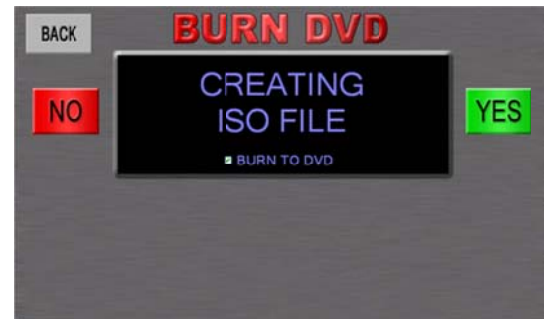 BACK
BURN DVD
NO
CREATING
ISO FILE
BURN TO DVD
YES